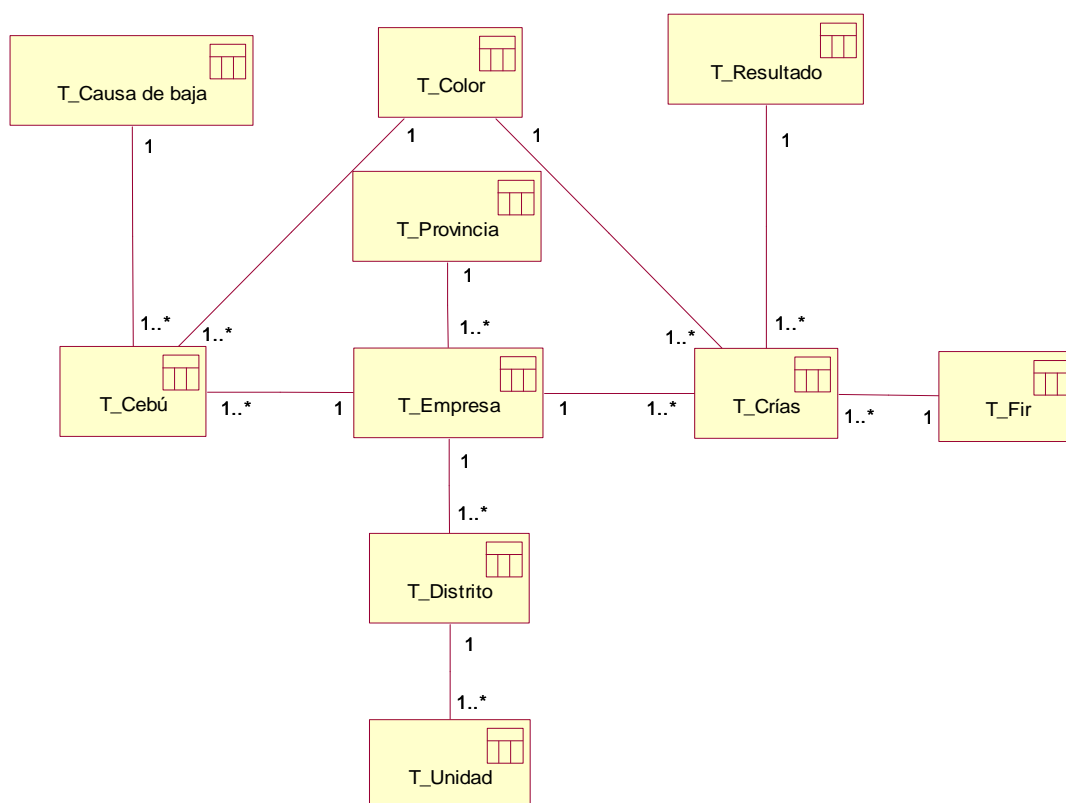 T_Causa de baja
T_Color
T_Resultado
1
1
1
1
T_Provincia
1
1..*
1..*
1..*
1..*
1..*
T_Cebú
T_Empresa
T_Crías
T_Fir
1..*
1
1
1..*
1..*
1
1
1..*
T_Distrito
1
1..*
T_Unidad